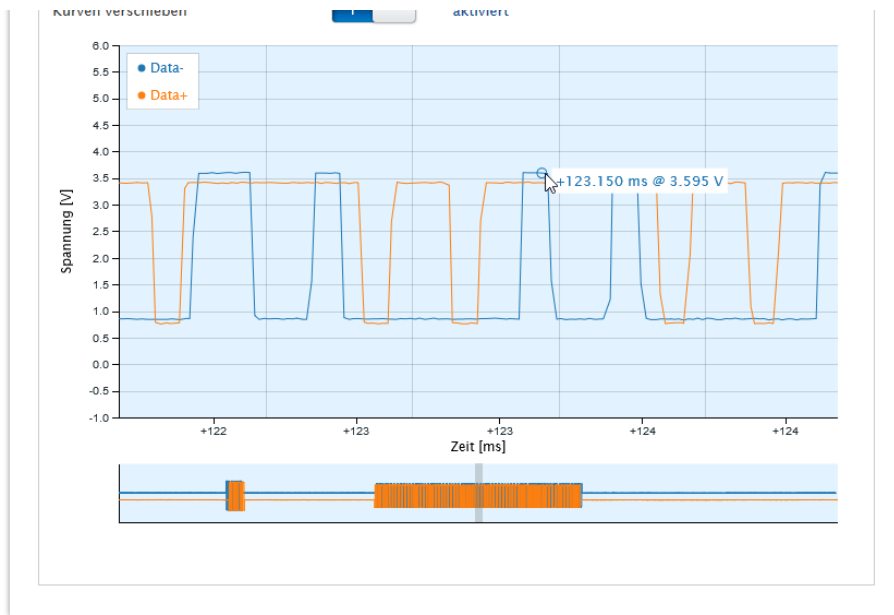 Kurven verschieben
I
aktiviert
6.0
Data-
5.5
5.0
Data+
4.5
4.0
3.5
+123.150 ms @ 3.595 V
3.0
Spannung [V]
2.5
2.0
1.5
1.0
0.5
0.0
-0.5
-1.0
+122 +123 +123 +124 +124
Zeit [ms]